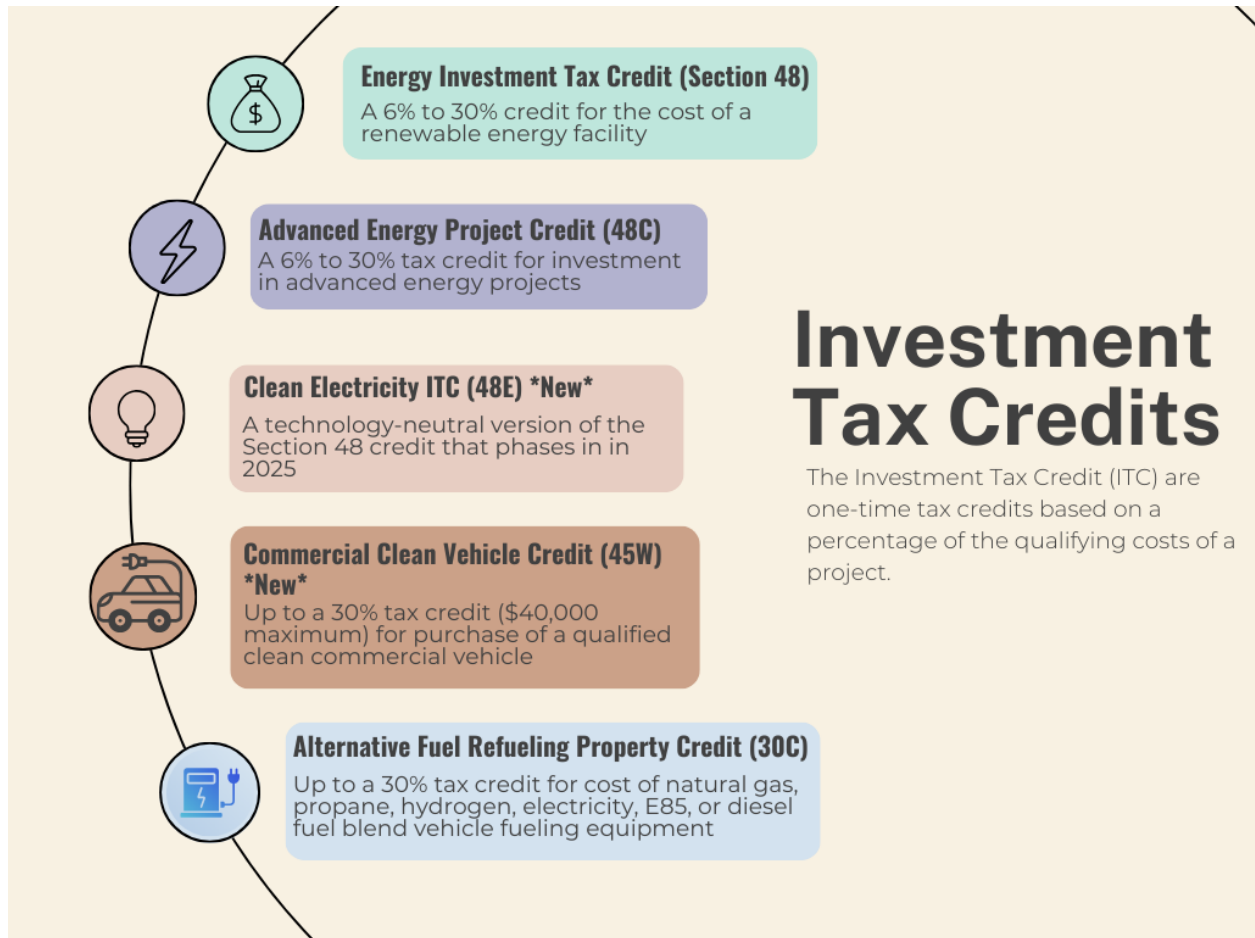 Energy Investment Tax Credit (Section 48)
A 6% to 30% credit for the cost of a
renewable energy facility
$
Advanced Energy Project Credit (48C)
A 6% to 30% tax credit for investment
in advanced energy projects
Clean Electricity ITC (48E) *New*
A technology-neutral version of the
Section 48 credit that phases in in
2025
Commercial Clean Vehicle Credit (45W)
*New*
Up to a 30% tax credit ($40,000
maximum) for purchase of a qualified
clean commercial vehicle
Alternative Fuel Refueling Property Credit (30C)
Up to a 30% tax credit for cost of natural gas,
propane, hydrogen, electricity, E85, or diesel
fuel blend vehicle fueling equipment
Investment
Tax Credits
The Investment Tax Credit (ITC) are
one-time tax credits based on a
percentage of the qualifying costs of a
project.